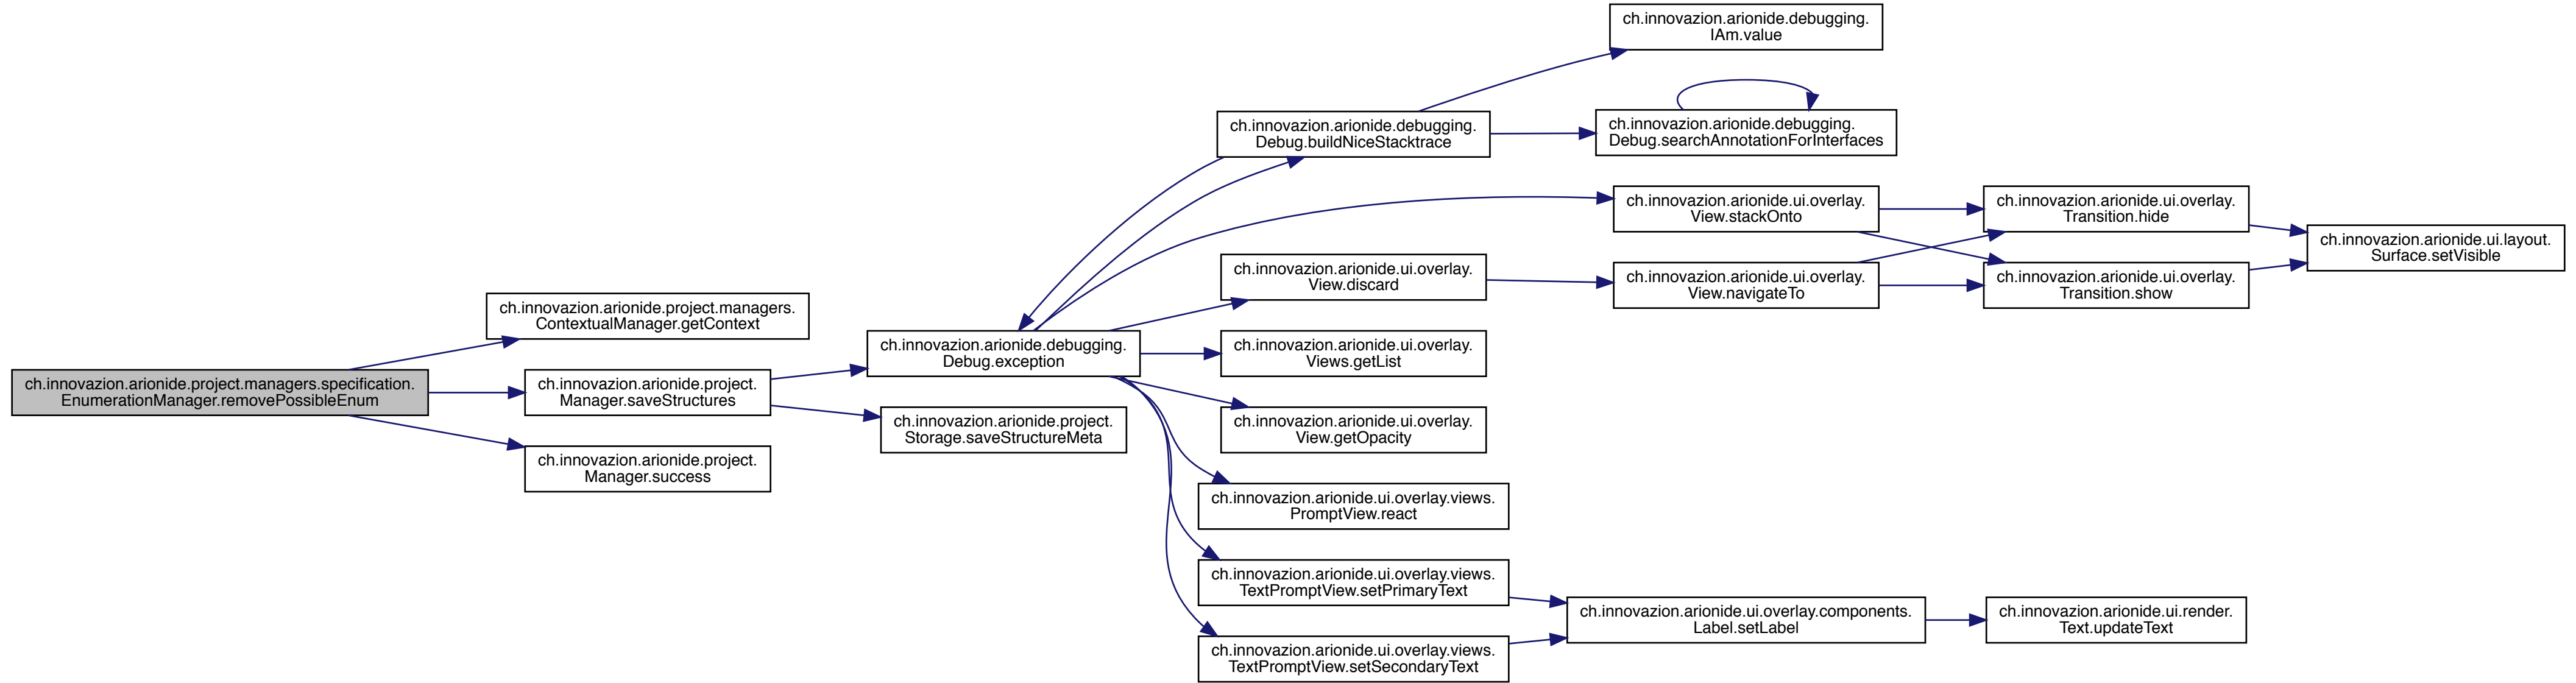 ch.innovazion.arionide.project.managers.specification.
EnumerationManager.removePossibleEnum
ch.innovazion.arionide.project.managers.
ContextualManager.getContext
ch.innovazion.arionide.project.
Manager.saveStructures
ch.innovazion.arionide.project.
Manager.success
ch.innovazion.arionide.debugging.
Debug.exception
ch.innovazion.arionide.project.
Storage.saveStructureMeta
ch.innovazion.arionide.debugging.
Debug.buildNiceStacktrace
ch.innovazion.arionide.ui.overlay.
View.discard
ch.innovazion.arionide.ui.overlay.
Views.getList
ch.innovazion.arionide.ui.overlay.
View.getOpacity
ch.innovazion.arionide.ui.overlay.views.
PromptView.react
ch.innovazion.arionide.ui.overlay.views.
TextPromptView.setPrimaryText
ch.innovazion.arionide.ui.overlay.views.
TextPromptView.setSecondaryText
ch.innovazion.arionide.debugging.
IAm.value
ch.innovazion.arionide.debugging.
Debug.searchAnnotationForInterfaces
ch.innovazion.arionide.ui.overlay.
View.stackOnto
ch.innovazion.arionide.ui.overlay.
View.navigateTo
ch.innovazion.arionide.ui.overlay.components.
Label.setLabel
ch.innovazion.arionide.ui.overlay.
Transition.hide
ch.innovazion.arionide.ui.overlay.
Transition.show
ch.innovazion.arionide.ui.render.
Text.updateText
ch.innovazion.arionide.ui.layout.
Surface.setVisible